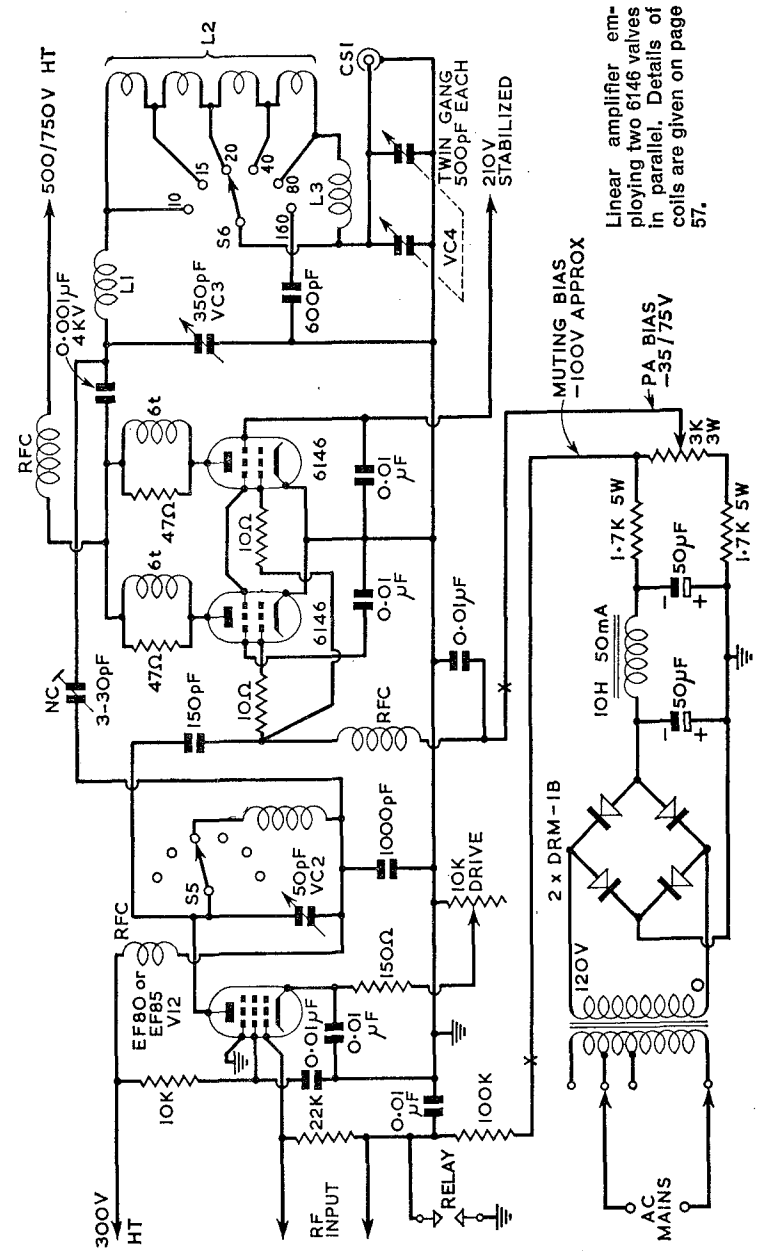 300V
HT
10K
EF80 or
EF85
V12
RFC
S5
50pF
VC2
1000pF
NC
3-30pF
150pF
47Ω
6t
47Ω
6t
RFC
500/750V HT
0.001μF
4KV
L1
L2
10
15
20
40
80
160
S6
L3
350pF
VC3
600pF
CS1
TWIN GANG
500pF EACH
VC4
210V
STABILIZED
10Ω
10Ω
6146
6146
0.01
μF
0.01
μF
0.01μF
RFC
0.01μF
0.01
μF
150Ω
10K
DRIVE
22K
RF
INPUT
0.01
μF
100K
RELAY
X
X
AC
MAINS
120V
2 x DRM-1B
10H 50mA
-
50μF
+
-
50μF
+
1.7K 5W
1.7K 5W
3K
3W
MUTING BIAS
-100V APPROX
PA BIAS
-35/75V
Linear amplifier em-
ploying two 6146 valves
in parallel. Details of
coils are given on page
57.